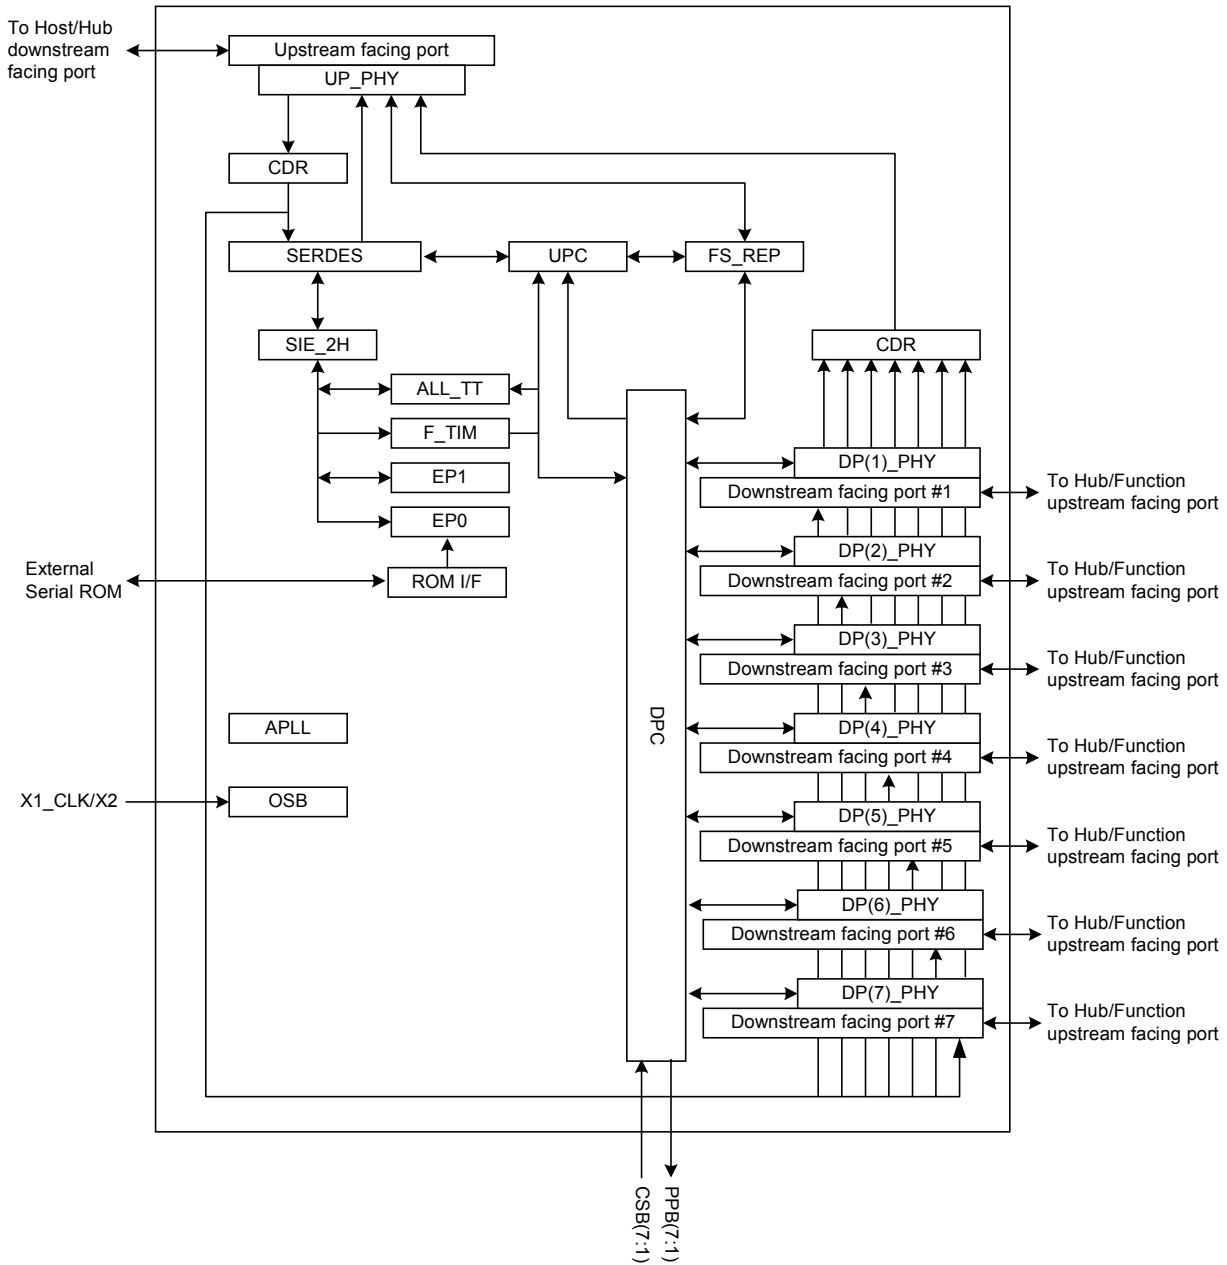 To Host/Hub
downstream
facing port
Upstream facing port
UP_PHY
CDR
SERDES
UPC
FS_REP
SIE_2H
CDR
ALL_TT
F_TIM
EP1
EP0
External
Serial ROM
ROM I/F
APLL
X1_CLK/X2
OSB
DPC
DP(1)_PHY
Downstream facing port #1
To Hub/Function
upstream facing port
DP(2)_PHY
Downstream facing port #2
To Hub/Function
upstream facing port
DP(3)_PHY
Downstream facing port #3
To Hub/Function
upstream facing port
DP(4)_PHY
Downstream facing port #4
To Hub/Function
upstream facing port
DP(5)_PHY
Downstream facing port #5
To Hub/Function
upstream facing port
DP(6)_PHY
Downstream facing port #6
To Hub/Function
upstream facing port
DP(7)_PHY
Downstream facing port #7
To Hub/Function
upstream facing port
CSB(7:1)
PPB(7:1)